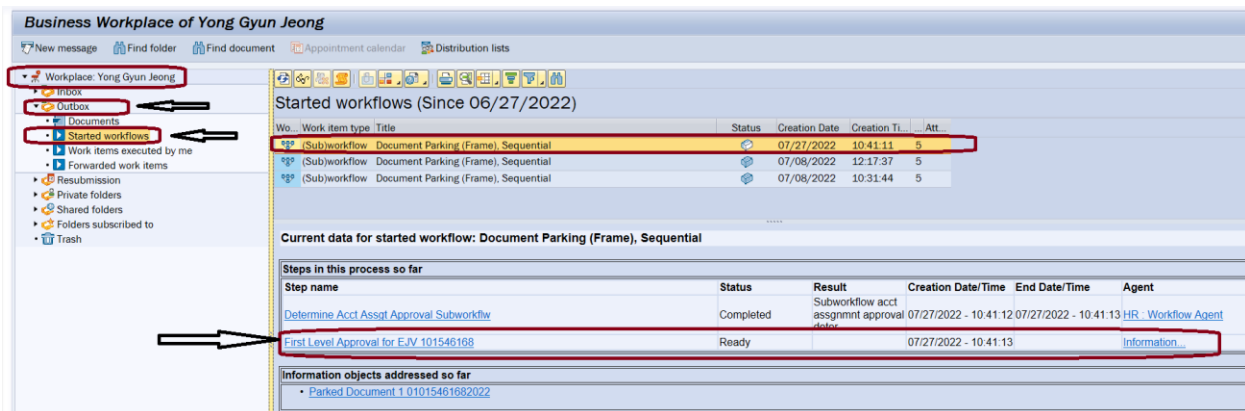 Business Workplace of Yong Gyun Jeong
New message Find folder Find document Appointment calendar Distribution lists
Workplace: Yong Gyun Jeong
Inbox
Outbox
Documents
Started workflows
Work items executed by me
Forwarded work items
Resubmission
Private folders
Shared folders
Folders subscribed to
Trash
Started workflows (Since 06/27/2022)
Wo... Work item type Title Status Creation Date Creation Ti... ... Att...
(Sub)workflow Document Parking (Frame), Sequential 07/27/2022 10:41:11 5
(Sub)workflow Document Parking (Frame), Sequential 07/08/2022 12:17:37 5
(Sub)workflow Document Parking (Frame), Sequential 07/08/2022 10:31:44 5
Current data for started workflow: Document Parking (Frame), Sequential
Steps in this process so far
Step name Status Result Creation Date/Time End Date/Time Agent
Determine Acct Assgt Approval Subworkflw Completed Subworkflow acct assgnmnt approval deter 07/27/2022 - 10:41:12 07/27/2022 - 10:41:13 HR : Workflow Agent
First Level Approval for EJV 101546168 Ready 07/27/2022 - 10:41:13 Information...
Information objects addressed so far
Parked Document 1 01015461682022